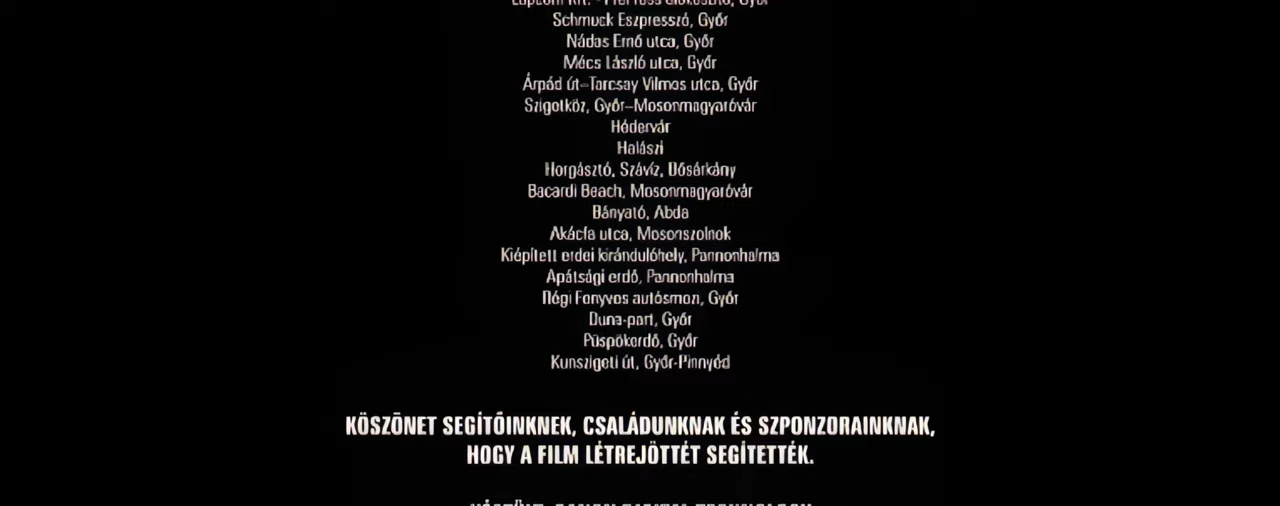 Schmuck Eszpresszó, Győr
Nádas Ernő utca, Győr
Mécs László utca, Győr
Árpád út–Tarcsay Vilmos utca, Győr
Szigetköz, Győr–Mosonmagyaróvár
Hédervár
Halászi
Horgásztó, Szávíz, Bősárkány
Bacardi Beach, Mosonmagyaróvár
Bányató, Abda
Akácfa utca, Mosonszolnok
Kiépített erdei kirándulóhely, Pannonhalma
Apátsági erdő, Pannonhalma
Régi Fenyves autósmozi, Győr
Duna-part, Győr
Püspökerdő, Győr
Kunszigeti út, Győr-Pinnyéd
KÖSZÖNET SEGÍTŐINKNEK, CSALÁDUNKNAK ÉS SZPONZORAINKNAK,
HOGY A FILM LÉTREJÖTTÉT SEGÍTETTÉK.